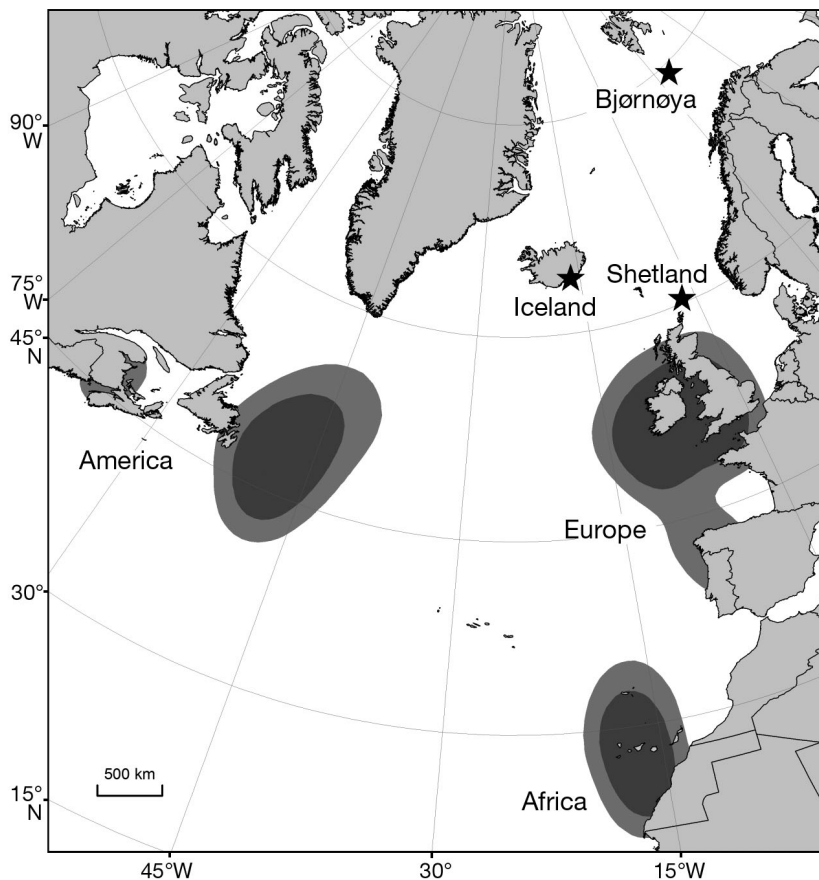 90°
W
75°
W
45°
N
30°
15°
N
45°W
30°
15°W
Bjørnøya
Shetland
Iceland
America
Europe
Africa
500 km